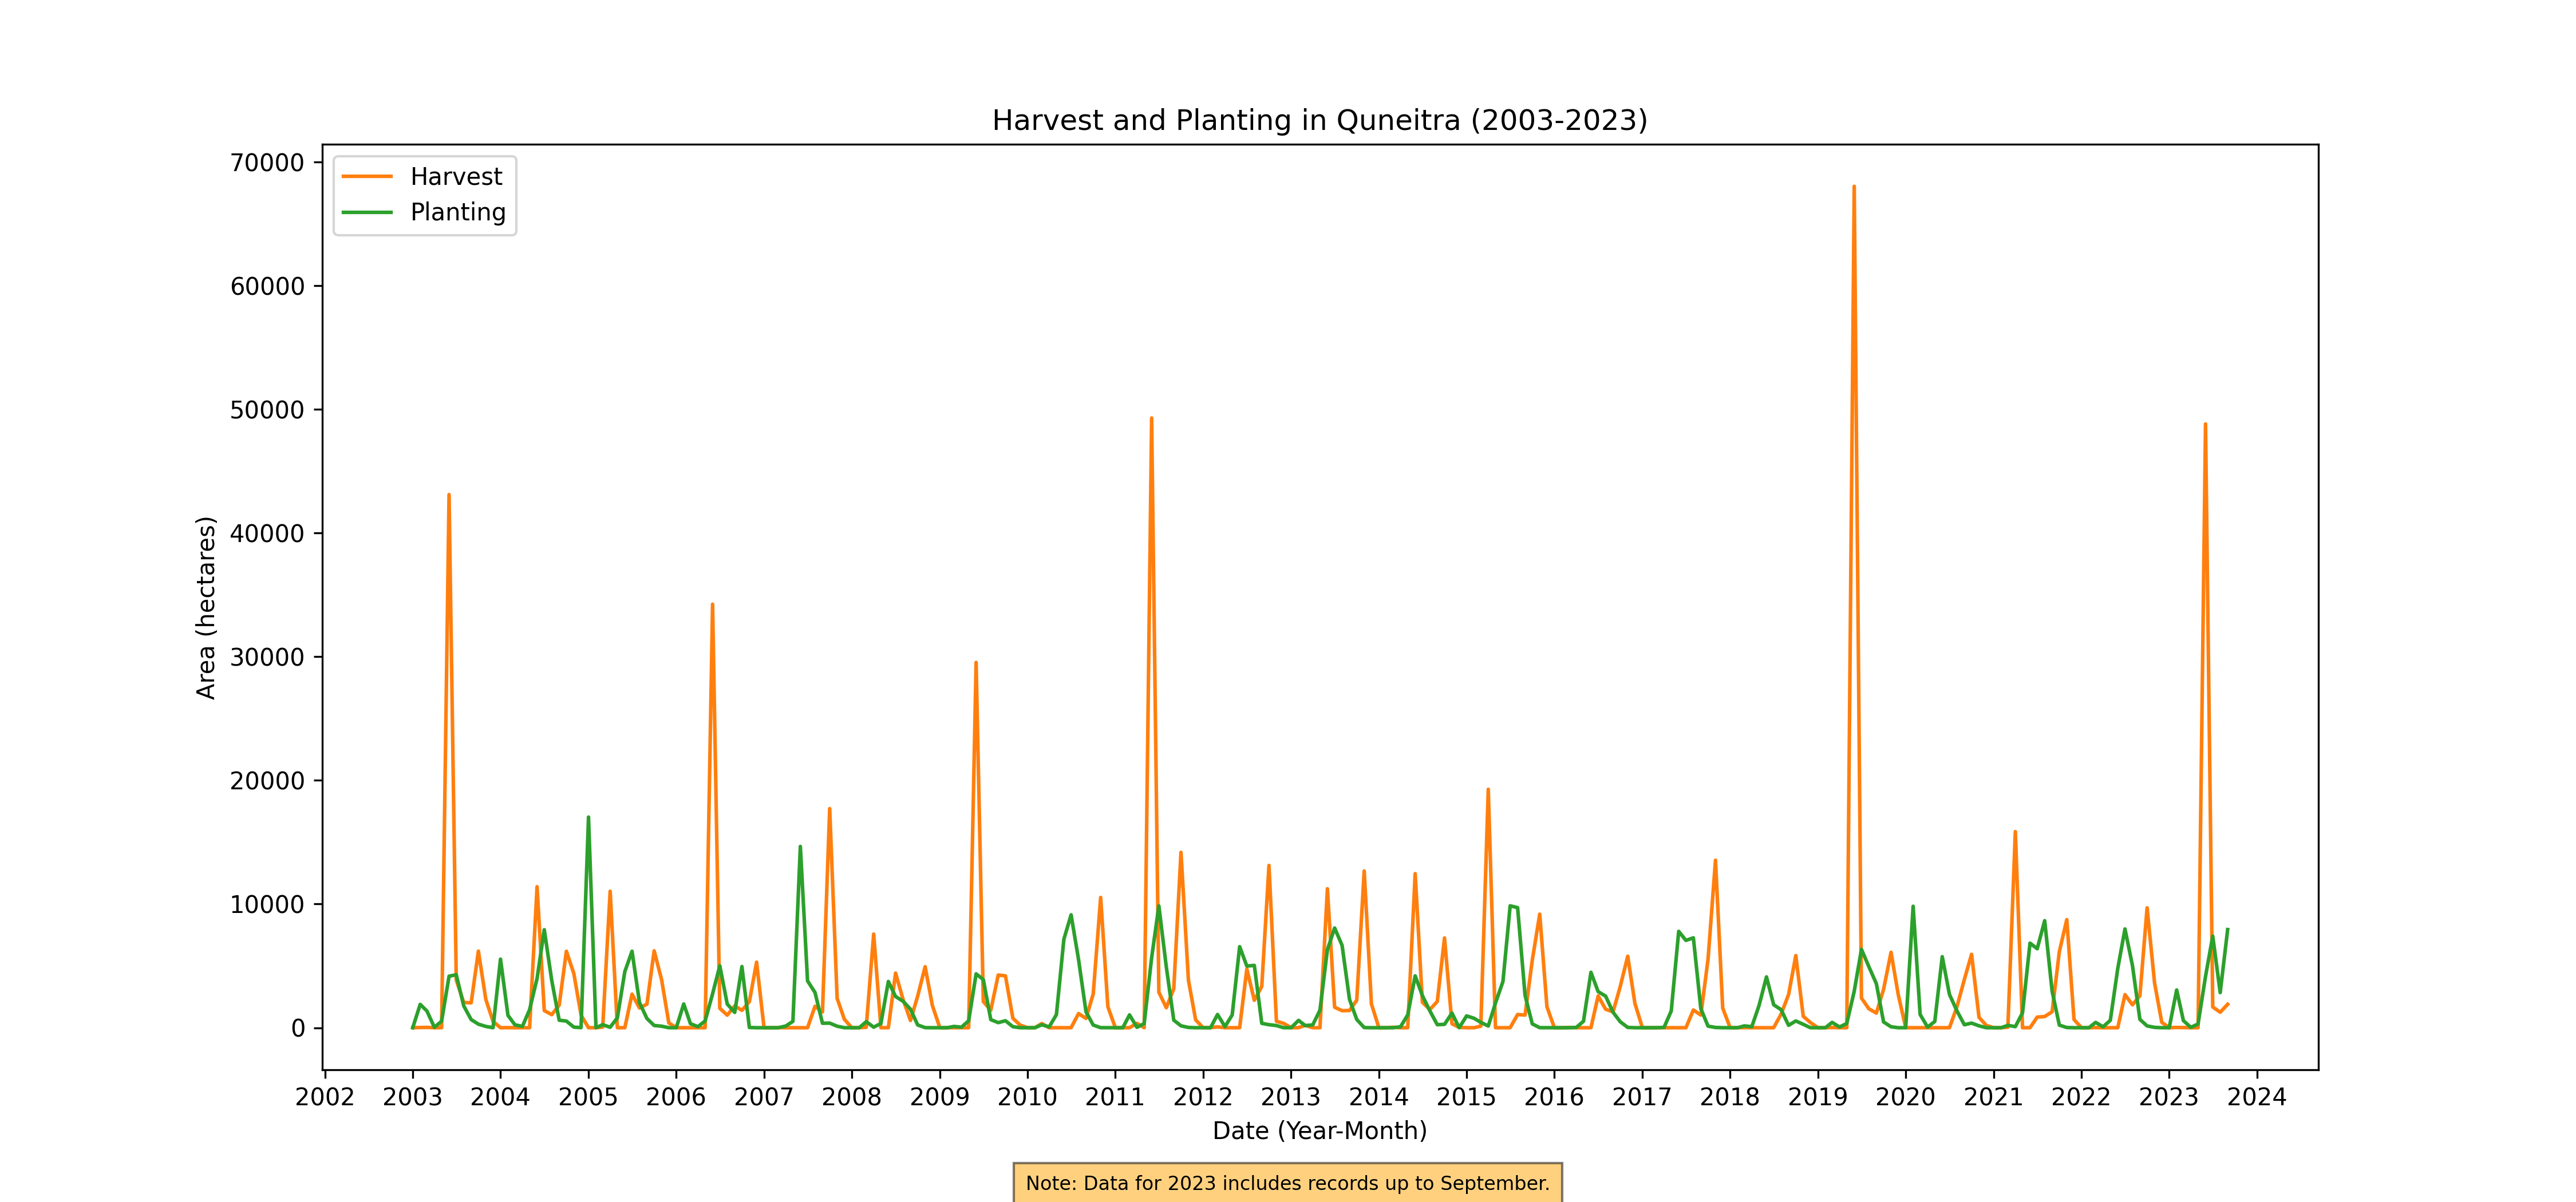 Harvest and Planting in Quneitra (2003-2023)
70000
60000
50000
40000
30000
20000
10000
0
Area (hectares)
Harvest
Planting
2002 2003 2004 2005 2006 2007 2008 2009 2010 2011 2012 2013 2014 2015 2016 2017 2018 2019 2020 2021 2022 2023 2024
Date (Year-Month)
Note: Data for 2023 includes records up to September.